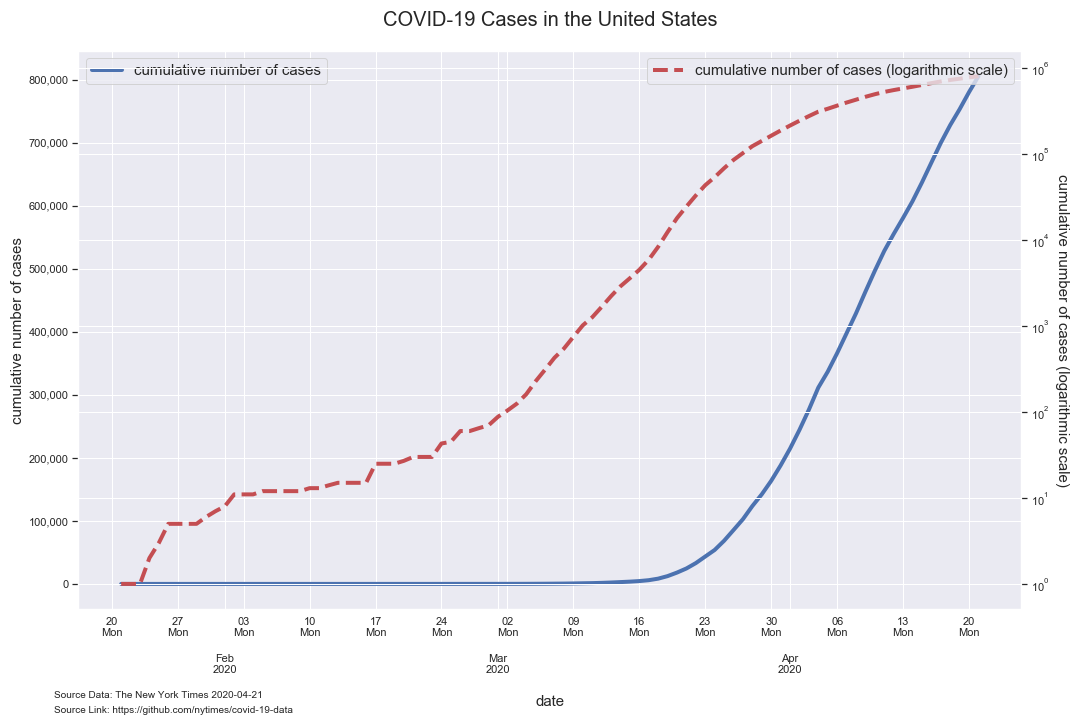 COVID-19 Cases in the United States
cumulative number of cases
cumulative number of cases (logarithmic scale)
cumulative number of cases
800,000
700,000
600,000
500,000
400,000
300,000
200,000
100,000
0
10⁶
10⁵
10⁴
10³
10²
10¹
10⁰
cumulative number of cases (logarithmic scale)
20 27 03 10 17 24 02 09 16 23 30 06 13 20
Mon Mon Mon Mon Mon Mon Mon Mon Mon Mon Mon Mon Mon Mon
Feb Mar Apr
2020 2020 2020
date
Source Data: The New York Times 2020-04-21
Source Link: https://github.com/nytimes/covid-19-data